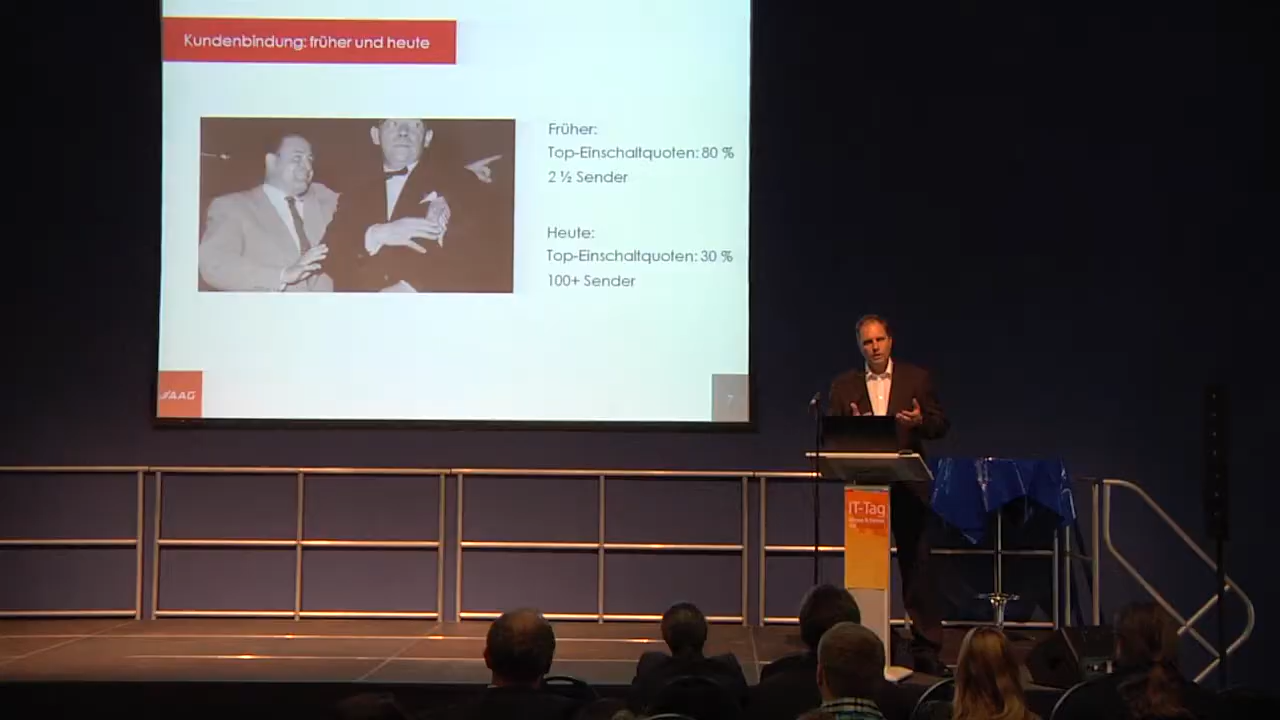 Kundenbindung: früher und heute
Früher:
Top-Einschaltquoten: 80 %
2 ½ Sender
Heute:
Top-Einschaltquoten: 30 %
100+ Sender
AAG
7
IT-Tag